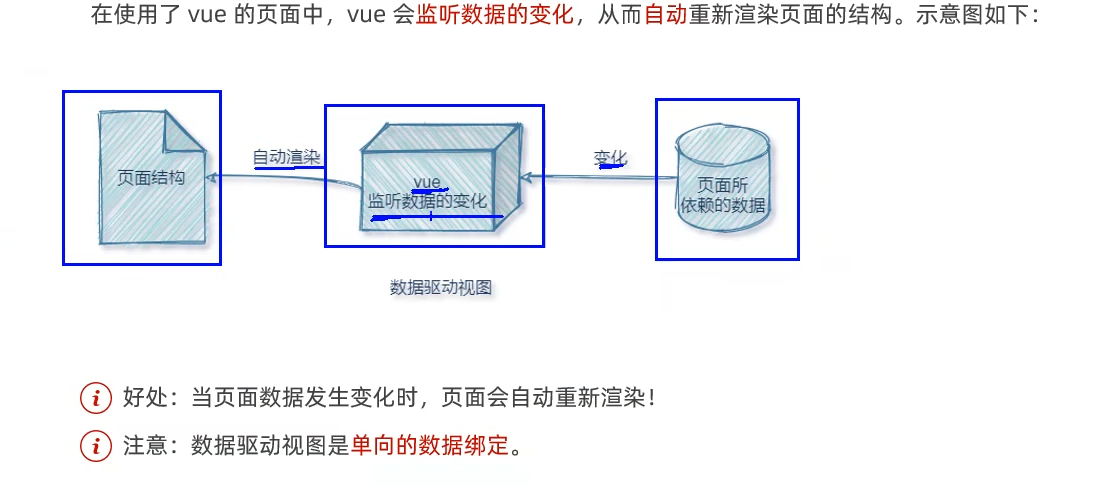 在使用了 vue 的页面中，vue 会监听数据的变化，从而自动重新渲染页面的结构。示意图如下：
页面结构
自动渲染
vue
监听数据的变化
变化
页面所
依赖的数据
数据驱动视图
i 好处：当页面数据发生变化时，页面会自动重新渲染！
i 注意：数据驱动视图是单向的数据绑定。